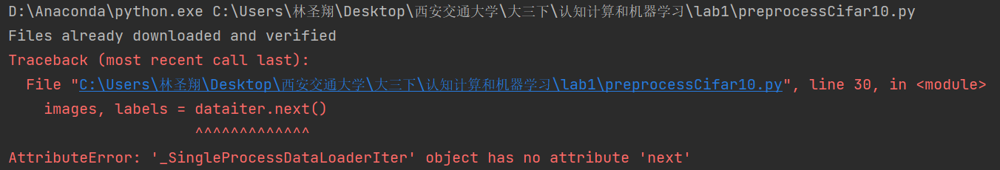 D:\Anaconda\python.exe C:\Users\林圣翔\Desktop\西安交通大学\大三下\认知计算和机器学习\lab1\preprocessCifar10.py
Files already downloaded and verified
Traceback (most recent call last):
  File "C:\Users\林圣翔\Desktop\西安交通大学\大三下\认知计算和机器学习\lab1\preprocessCifar10.py", line 30, in <module>
    images, labels = dataiter.next()
                     ^^^^^^^^^^^^^
AttributeError: '_SingleProcessDataLoaderIter' object has no attribute 'next'